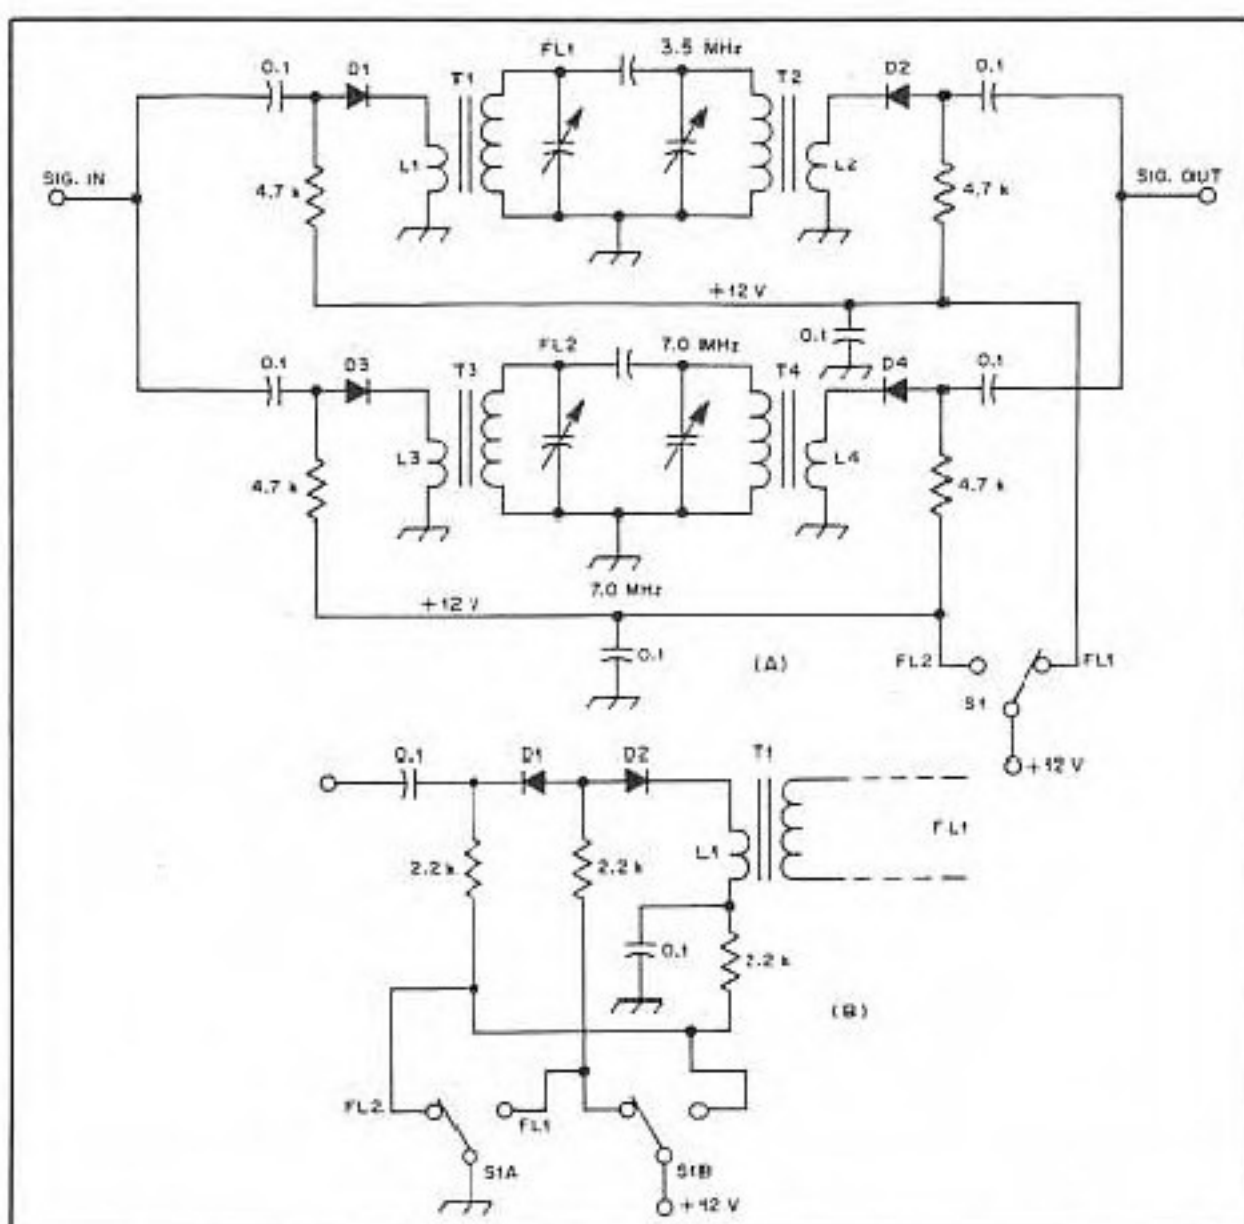 FL1 3.5 MHz
0.1 D1 T1 T2 D2 0.1
SIG. IN 4.7 k L1 L2 4.7 k SIG. OUT
+12 V
0.1
FL2 7.0 MHz
0.1 D3 T3 T4 D4 0.1
4.7 k L3 L4 4.7 k
7.0 MHz
+12 V
0.1 (A) FL2 FL1
S1
+12 V
0.1 D1 D2 T1
2.2 k 2.2 k L1 FL1
0.1 2.2 k
(B)
FL2 FL1
S1A S1B
+12 V